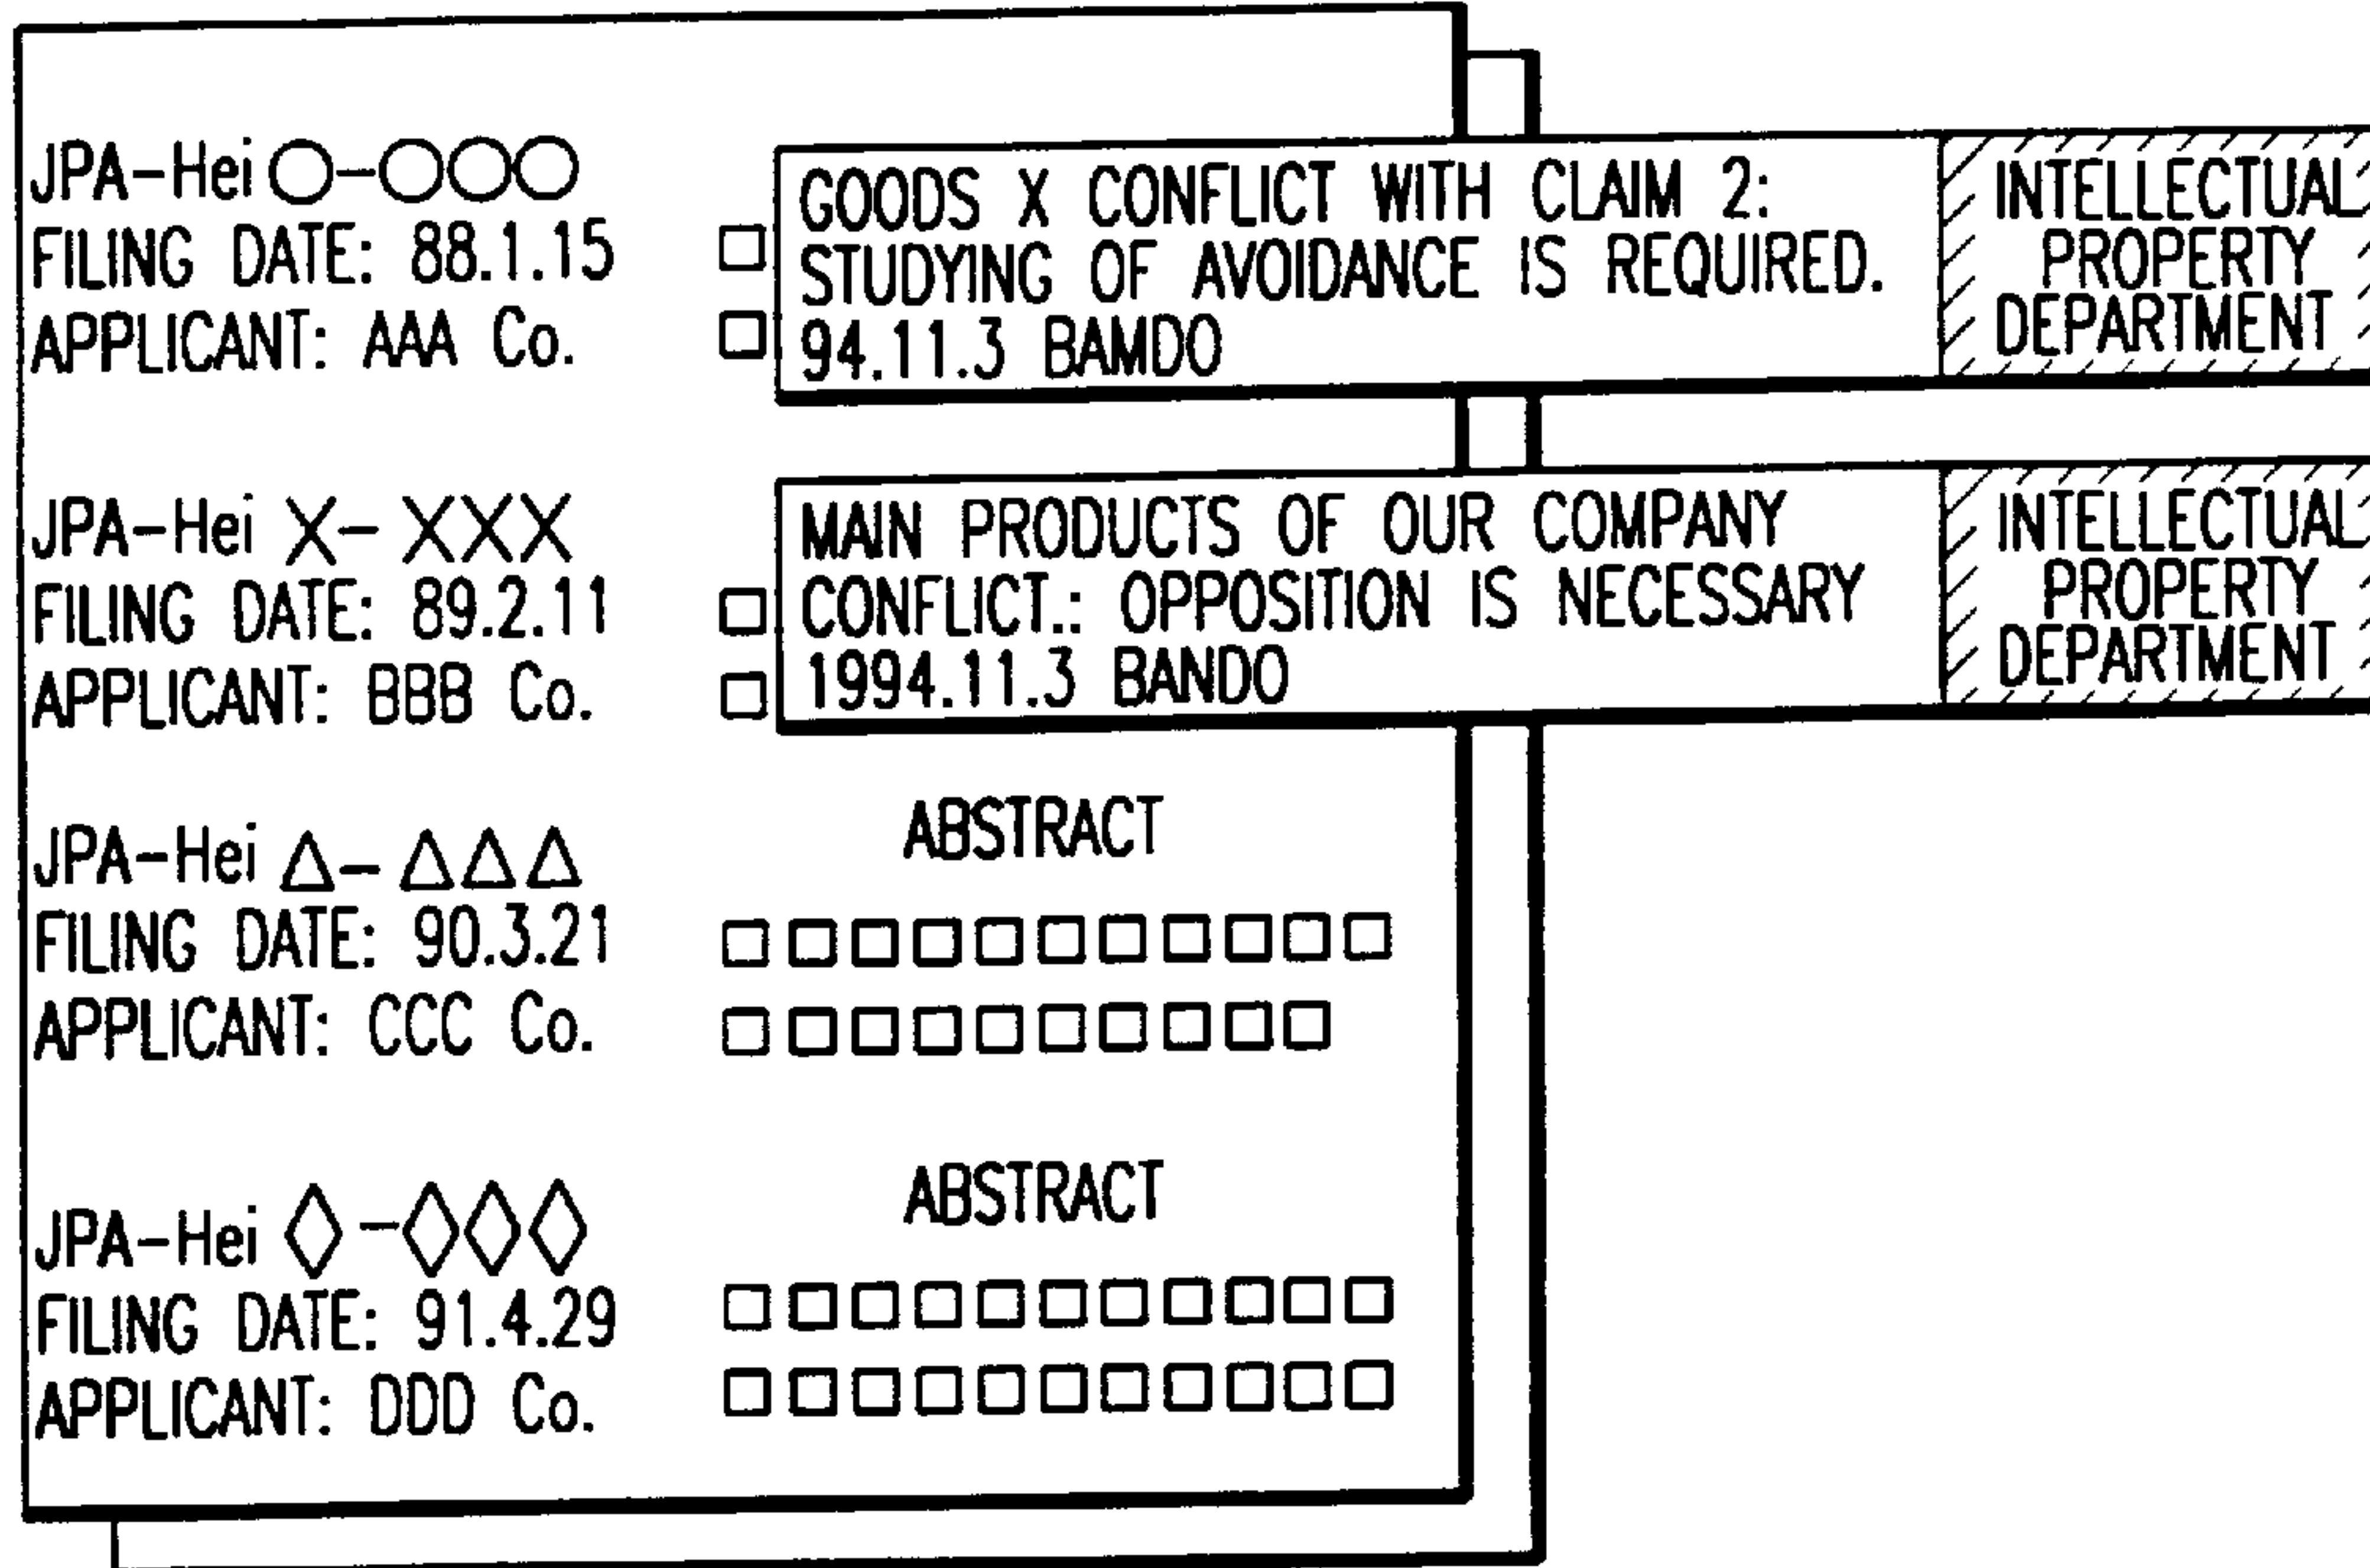 JPA-Hei ○-○○○
FILING DATE: 88.1.15
APPLICANT: AAA Co.
GOODS X CONFLICT WITH CLAIM 2:
STUDYING OF AVOIDANCE IS REQUIRED.
94.11.3 BAMDO
INTELLECTUAL
PROPERTY
DEPARTMENT
JPA-Hei X- XXX
FILING DATE: 89.2.11
APPLICANT: BBB Co.
MAIN PRODUCTS OF OUR COMPANY
CONFLICT.: OPPOSITION IS NECESSARY
1994.11.3 BANDO
INTELLECTUAL
PROPERTY
DEPARTMENT
JPA-Hei △- △△△
FILING DATE: 90.3.21
APPLICANT: CCC Co.
ABSTRACT
□□□□□□□□□□□
□□□□□□□□□□
JPA-Hei ◇-◇◇◇
FILING DATE: 91.4.29
APPLICANT: DDD Co.
ABSTRACT
□□□□□□□□□□□
□□□□□□□□□□□